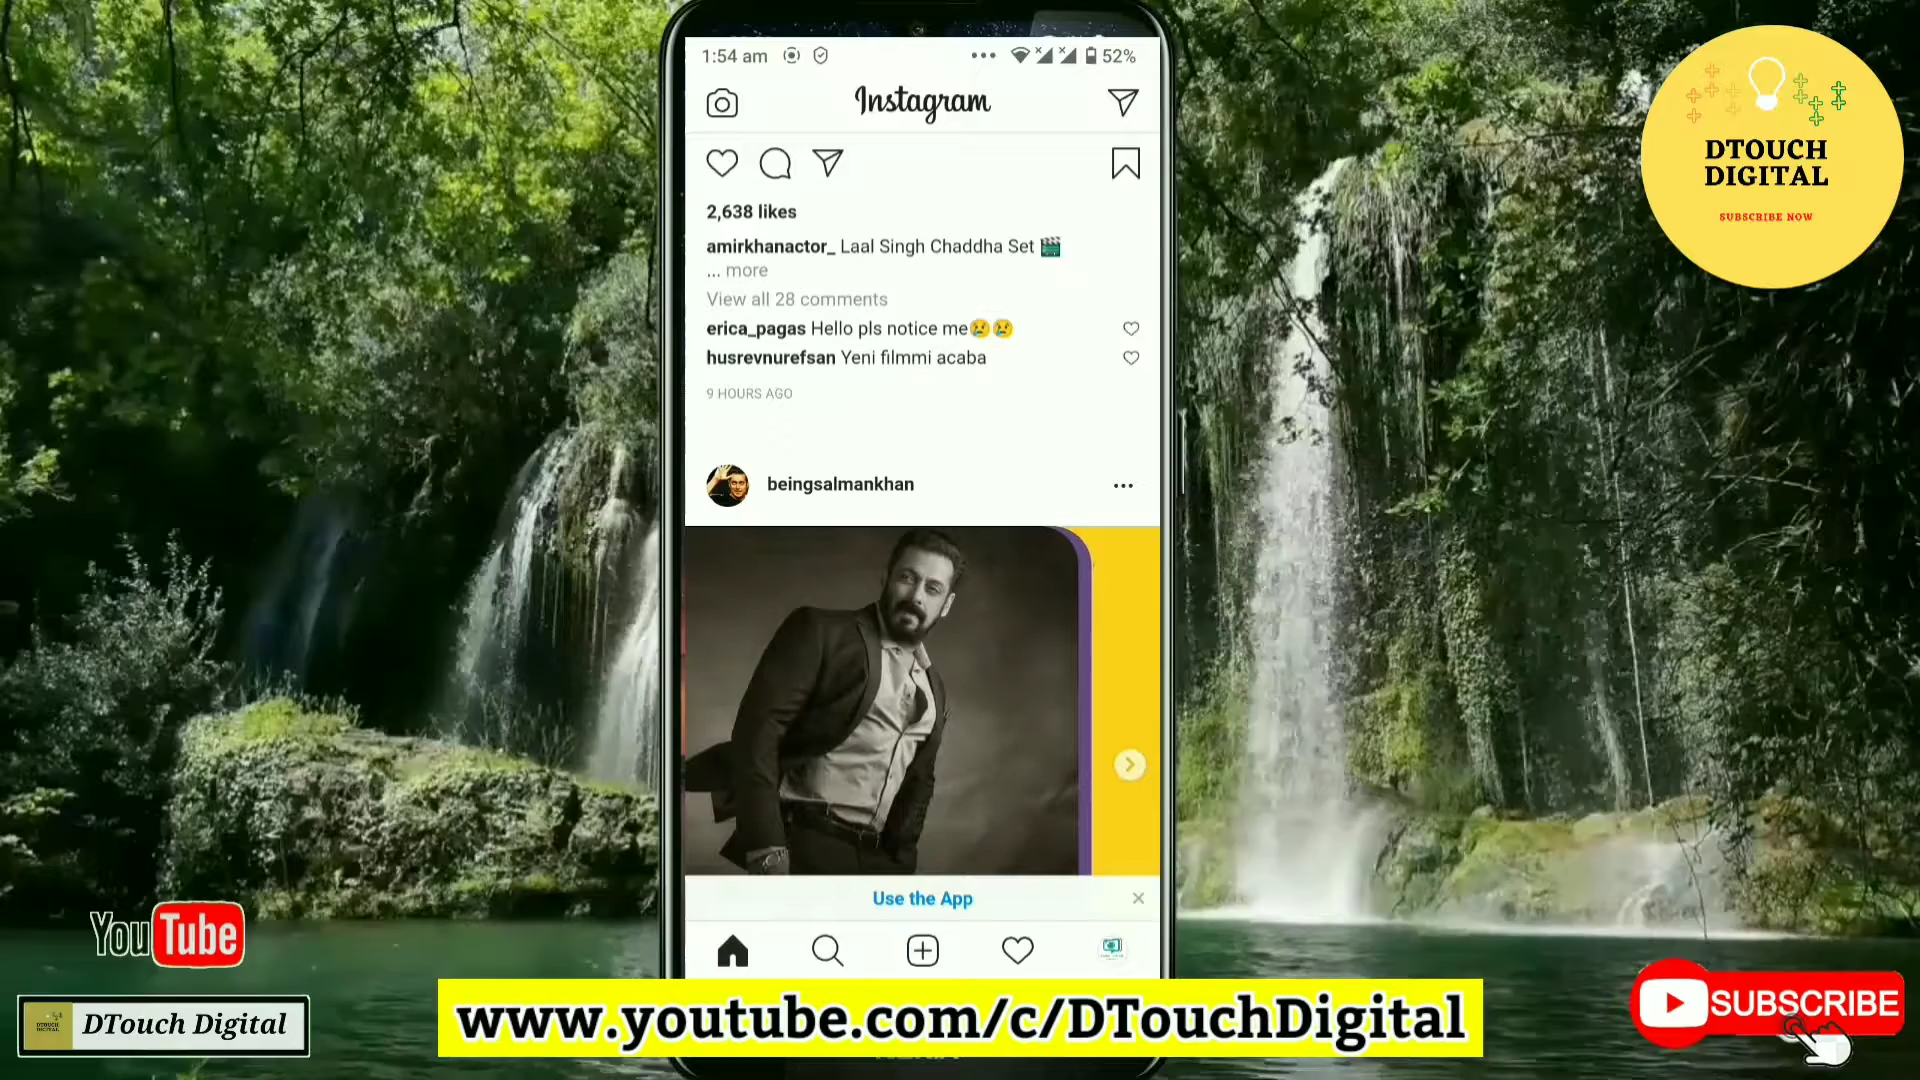 1:54 am
52%
Instagram
2,638 likes
amirkhanactor_ Laal Singh Chaddha Set 🎬
... more
View all 28 comments
erica_pagas Hello pls notice me😢😢
husrevnurefsan Yeni filmmi acaba
9 HOURS AGO
beingsalmankhan
Use the App
DTOUCH
DIGITAL
SUBSCRIBE NOW
YouTube
DTouch Digital
www.youtube.com/c/DTouchDigital
SUBSCRIBE